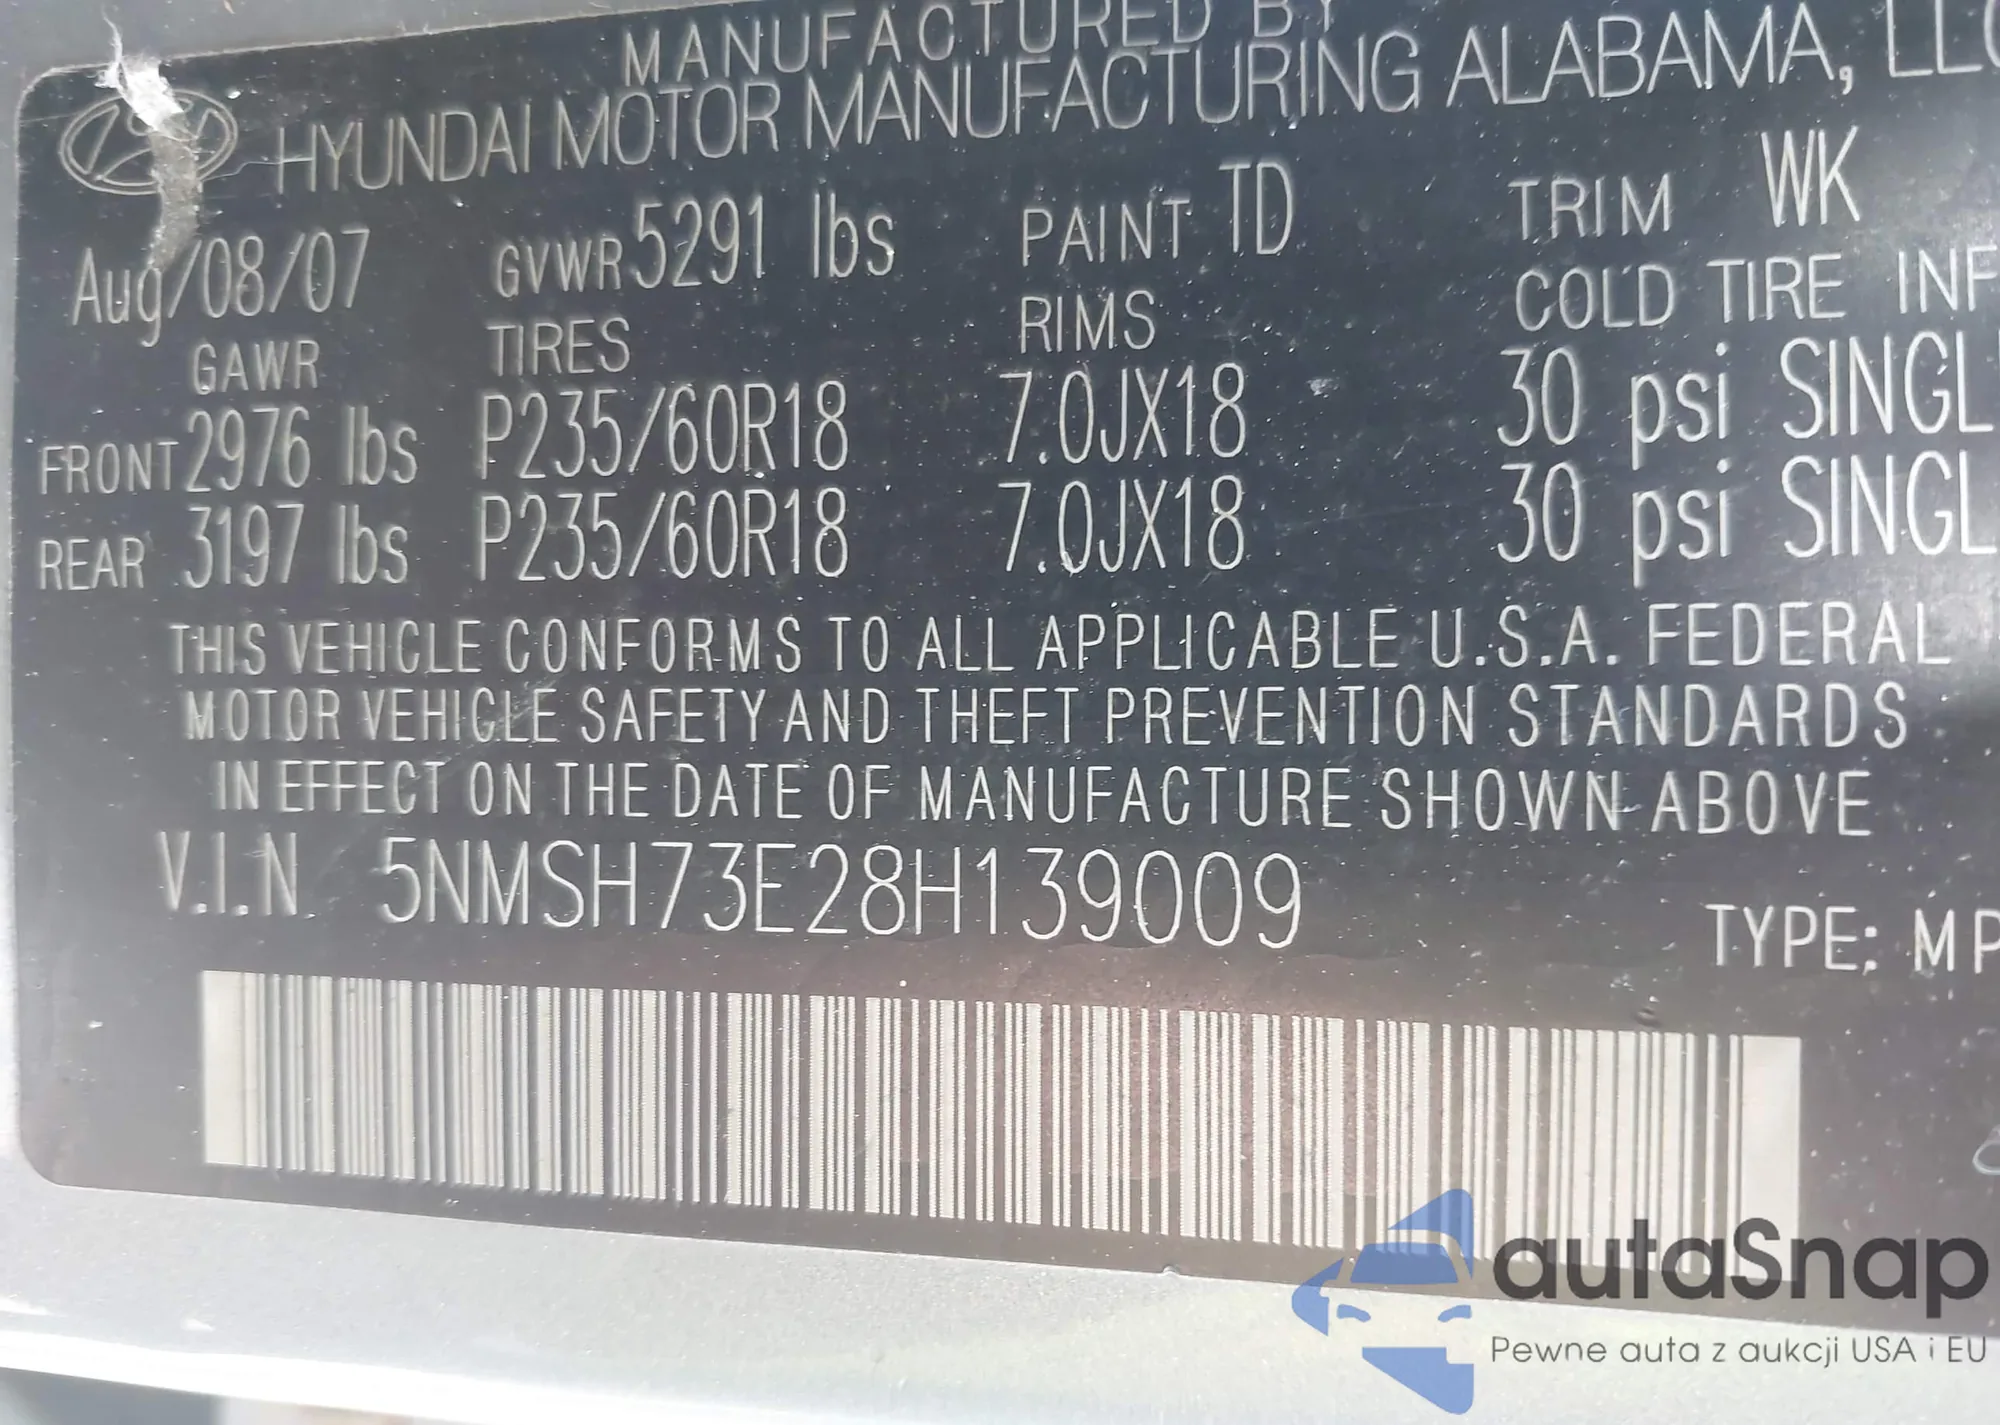 MANUFACTURED BY
HYUNDAI MOTOR MANUFACTURING ALABAMA, LLC
Aug/08/07 GVWR 5291 lbs PAINT TD TRIM WK
GAWR TIRES RIMS COLD TIRE INF
FRONT 2976 lbs P235/60R18 7.0JX18 30 psi SINGL
REAR 3197 lbs P235/60R18 7.0JX18 30 psi SINGL
THIS VEHICLE CONFORMS TO ALL APPLICABLE U.S.A. FEDERAL
MOTOR VEHICLE SAFETY AND THEFT PREVENTION STANDARDS
IN EFFECT ON THE DATE OF MANUFACTURE SHOWN ABOVE
V.I.N. 5NMSH73E28H139009
TYPE: MP
autaSnap
Pewne auta z aukcji USA i EU